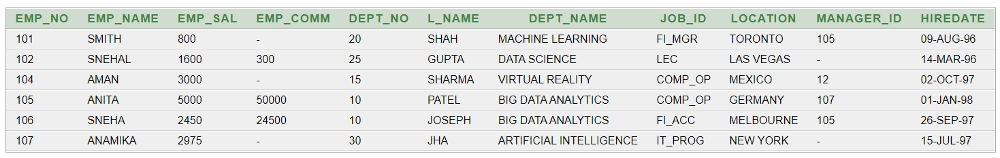 EMP_NO EMP_NAME EMP_SAL EMP_COMM DEPT_NO L_NAME DEPT_NAME JOB_ID LOCATION MANAGER_ID HIREDATE
101 SMITH 800 - 20 SHAH MACHINE LEARNING FI_MGR TORONTO 105 09-AUG-96
102 SNEHAL 1600 300 25 GUPTA DATA SCIENCE LEC LAS VEGAS - 14-MAR-96
104 AMAN 3000 - 15 SHARMA VIRTUAL REALITY COMP_OP MEXICO 12 02-OCT-97
105 ANITA 5000 50000 10 PATEL BIG DATA ANALYTICS COMP_OP GERMANY 107 01-JAN-98
106 SNEHA 2450 24500 10 JOSEPH BIG DATA ANALYTICS FI_ACC MELBOURNE 105 26-SEP-97
107 ANAMIKA 2975 - 30 JHA ARTIFICIAL INTELLIGENCE IT_PROG NEW YORK - 15-JUL-97